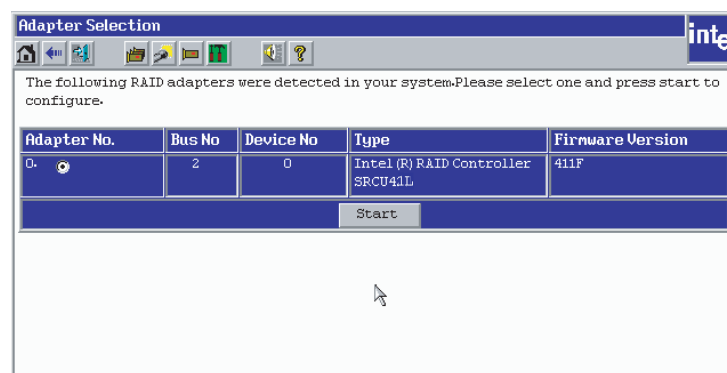 Adapter Selection
inte
The following RAID adapters were detected in your system.Please select one and press start to
configure.
Adapter No. Bus No Device No Type Firmware Version
0. 2 0 Intel (R) RAID Controller 411F
SRCU41L
Start